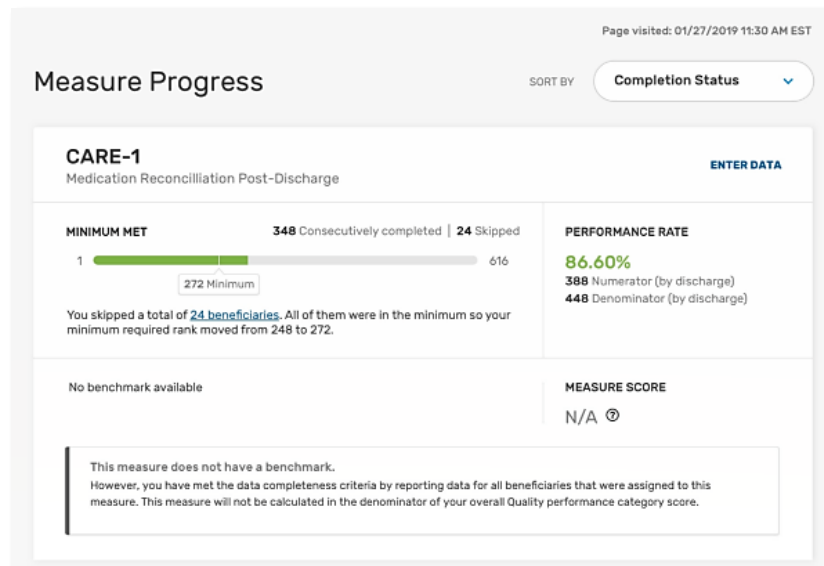 Page visited: 01/27/2019 11:30 AM EST
Measure Progress
SORT BY
Completion Status
CARE-1
Medication Reconcilliation Post-Discharge
ENTER DATA
MINIMUM MET
348 Consecutively completed | 24 Skipped
1
616
272 Minimum
You skipped a total of 24 beneficiaries. All of them were in the minimum so your
minimum required rank moved from 248 to 272.
PERFORMANCE RATE
86.60%
388 Numerator (by discharge)
448 Denominator (by discharge)
No benchmark available
MEASURE SCORE
N/A ?
This measure does not have a benchmark.
However, you have met the data completeness criteria by reporting data for all beneficiaries that were assigned to this
measure. This measure will not be calculated in the denominator of your overall Quality performance category score.